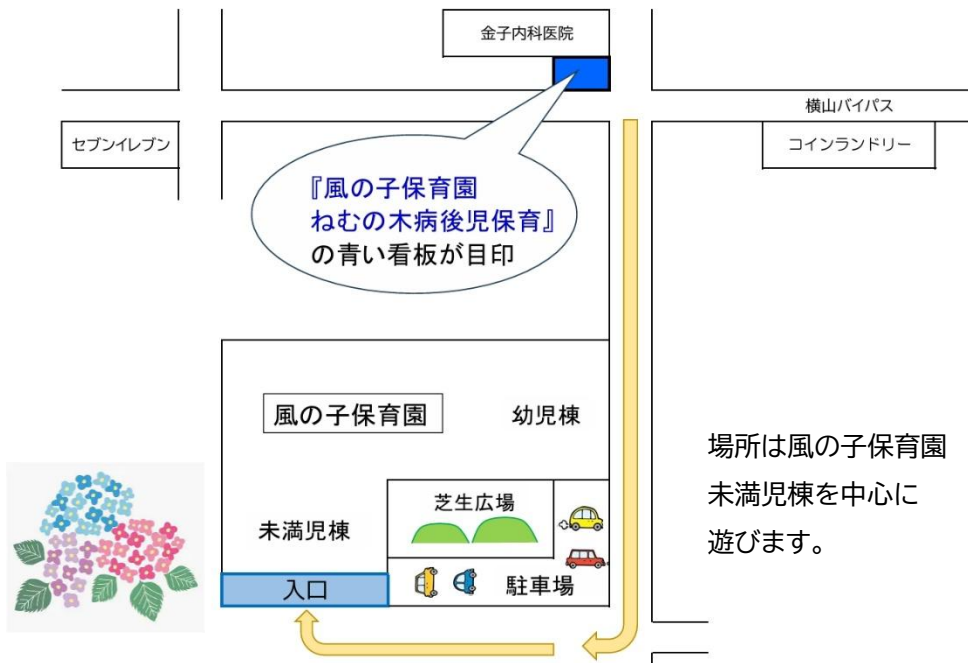 金子内科医院
横山バイパス
セブンイレブン
コインランドリー
『風の子保育園
ねむの木病後児保育』
の青い看板が目印
風の子保育園
幼児棟
場所は風の子保育園
未満児棟を中心に
遊びます。
芝生広場
未満児棟
入口
駐車場